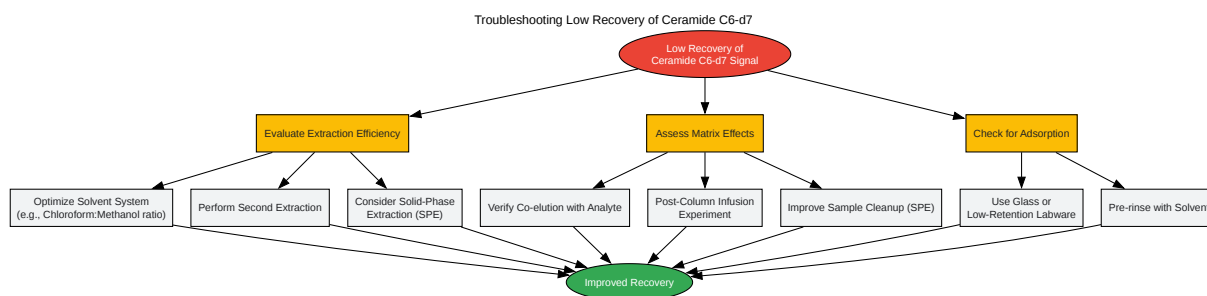 Troubleshooting Low Recovery of Ceramide C6-d7
Low Recovery of
Ceramide C6-d7 Signal
Evaluate Extraction Efficiency
Assess Matrix Effects
Check for Adsorption
Optimize Solvent System
(e.g., Chloroform:Methanol ratio)
Perform Second Extraction
Consider Solid-Phase
Extraction (SPE)
Verify Co-elution with Analyte
Post-Column Infusion
Experiment
Improve Sample Cleanup (SPE)
Use Glass or
Low-Retention Labware
Pre-rinse with Solvent
Improved Recovery